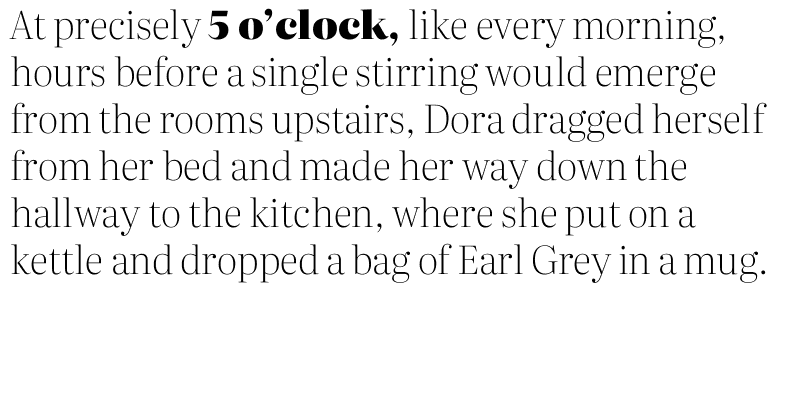 At precisely 5 o’clock, like every morning,
hours before a single stirring would emerge
from the rooms upstairs, Dora dragged herself
from her bed and made her way down the
hallway to the kitchen, where she put on a
kettle and dropped a bag of Earl Grey in a mug.